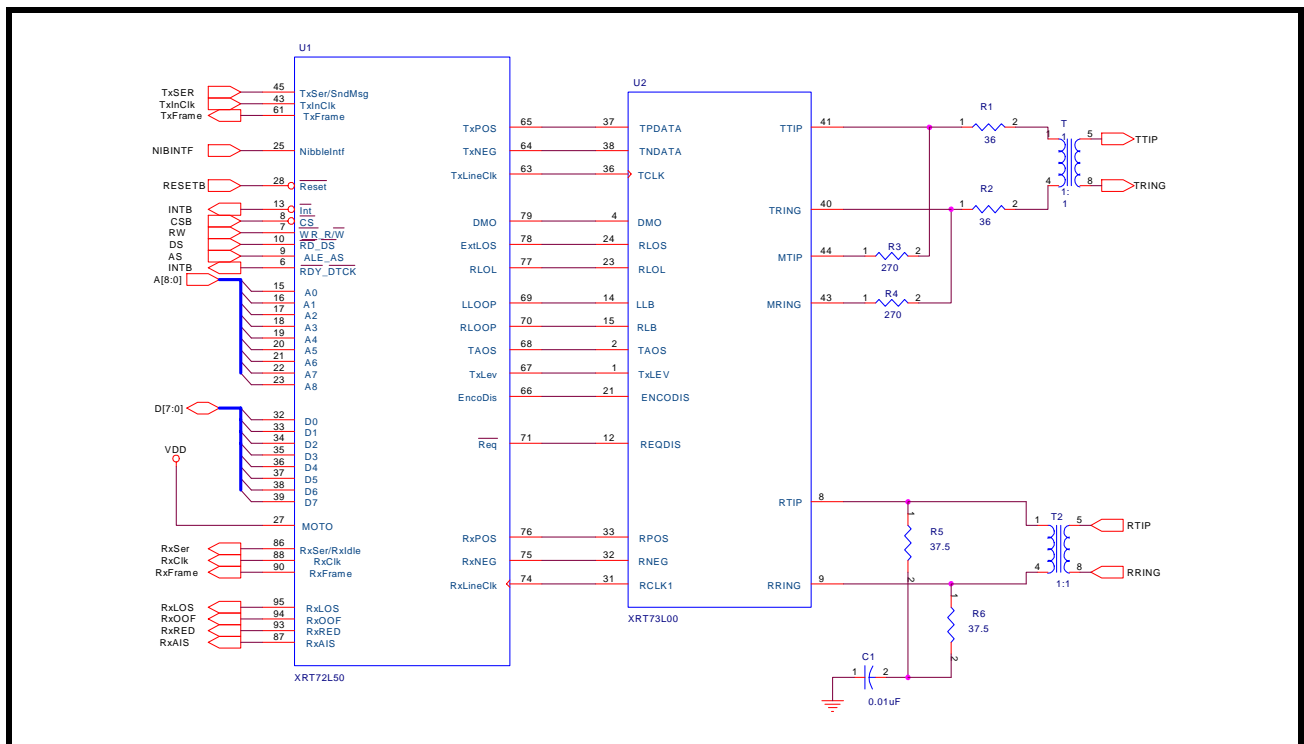 U1
TxSER 45 TxSer/SndMsg
TxInClk 43 TxInClk
TxFrame 61 TxFrame
NIBINTF 25 NibbleIntf
RESETB 28 Reset
INTB 13 Int
CSB 8 CS
RW 7 WR_R/W
DS 10 RD_DS
AS 9 ALE_AS
INTB 6 RDY_DTCK
A[8:0]
15 A0
16 A1
17 A2
18 A3
19 A4
20 A5
21 A6
22 A7
23 A8
D[7:0]
32 D0
33 D1
34 D2
35 D3
36 D4
37 D5
38 D6
39 D7
VDD
27 MOTO
RxSer 86 RxSer/RxIdle
RxClk 88 RxClk
RxFrame 90 RxFrame
RxLOS 95 RxLOS
RxOOF 94 RxOOF
RxRED 93 RxRED
RxAIS 87 RxAIS
XRT72L50
U2
TxPOS 65 37 TPDATA
TxNEG 64 38 TNDATA
TxLineClk 63 36 TCLK
DMO 79 4 DMO
ExtLOS 78 24 RLOS
RLOL 77 23 RLOL
LLOOP 69 14 LLB
RLOOP 70 15 RLB
TAOS 68 2 TAOS
TxLev 67 1 TxLEV
EncoDis 66 21 ENCODIS
Req 71 12 REQDIS
RxPOS 76 33 RPOS
RxNEG 75 32 RNEG
RxLineClk 74 31 RCLK1
XRT73L00
TTIP 41
TRING 40
MTIP 44
MRING 43
RTIP 8
RRING 9
R1
1 2
36
R2
1 2
36
R3
1 2
270
R4
1 2
270
T
1 1 5 TTIP
4 8 TRING
1:
1
R5
1 2
37.5
R6
1 2
37.5
T2
1 5 RTIP
4 8 RRING
1:1
C1
1 2
0.01uF